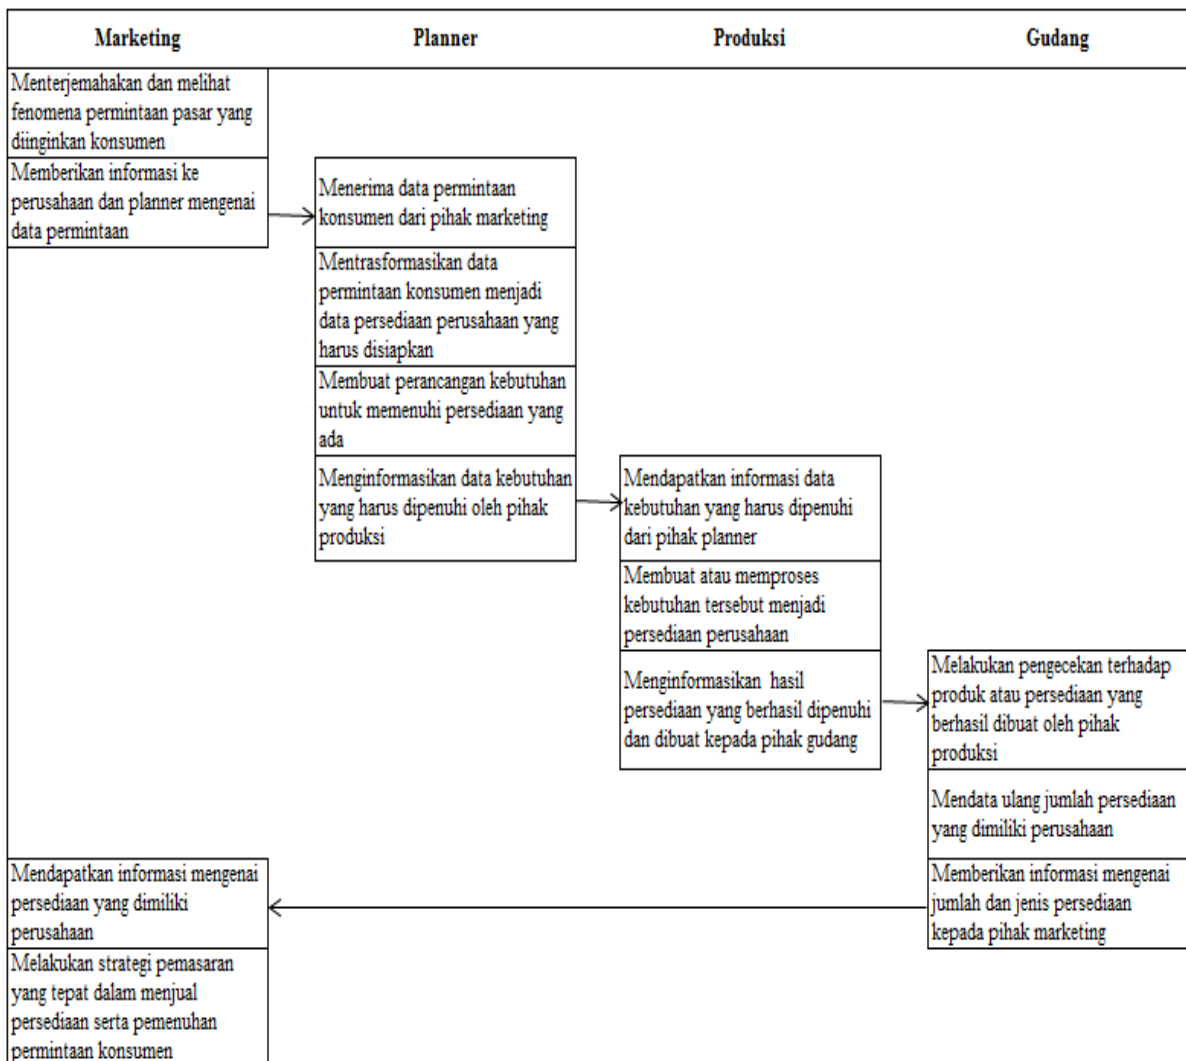 Marketing
Planner
Produksi
Gudang
Menterjemahakan dan melihat
fenomena permintaan pasar yang
diinginkan konsumen
Memberikan informasi ke
perusahaan dan planner mengenai
data permintaan
Menerima data permintaan
konsumen dari pihak marketing
Mentrasformasikan data
permintaan konsumen menjadi
data persediaan perusahaan yang
harus disiapkan
Membuat perancangan kebutuhan
untuk memenuhi persediaan yang
ada
Menginformasikan data kebutuhan
yang harus dipenuhi oleh pihak
produksi
Mendapatkan informasi data
kebutuhan yang harus dipenuhi
dari pihak planner
Membuat atau memproses
kebutuhan tersebut menjadi
persediaan perusahaan
Menginformasikan hasil
persediaan yang berhasil dipenuhi
dan dibuat kepada pihak gudang
Melakukan pengecekan terhadap
produk atau persediaan yang
berhasil dibuat oleh pihak
produksi
Mendata ulang jumlah persediaan
yang dimiliki perusahaan
Memberikan informasi mengenai
jumlah dan jenis persediaan
kepada pihak marketing
Mendapatkan informasi mengenai
persediaan yang dimiliki
perusahaan
Melakukan strategi pemasaran
yang tepat dalam menjual
persediaan serta pemenuhan
permintaan konsumen